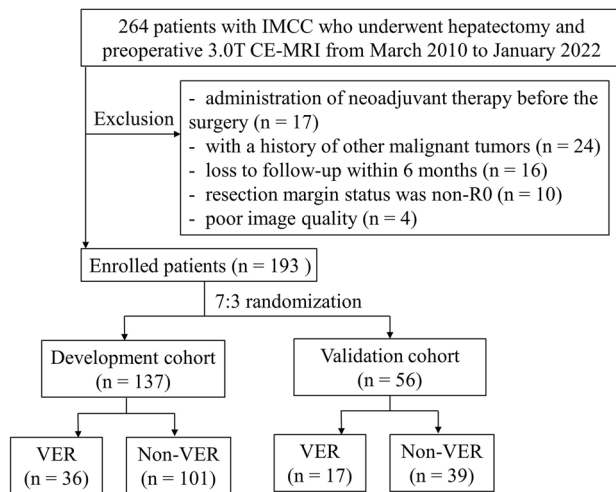 264 patients with IMCC who underwent hepatectomy and
preoperative 3.0T CE-MRI from March 2010 to January 2022
Exclusion
- administration of neoadjuvant therapy before the
surgery (n = 17)
- with a history of other malignant tumors (n = 24)
- loss to follow-up within 6 months (n = 16)
- resection margin status was non-R0 (n = 10)
- poor image quality (n = 4)
Enrolled patients (n = 193 )
7:3 randomization
Development cohort
(n = 137)
Validation cohort
(n = 56)
VER
(n = 36)
Non-VER
(n = 101)
VER
(n = 17)
Non-VER
(n = 39)